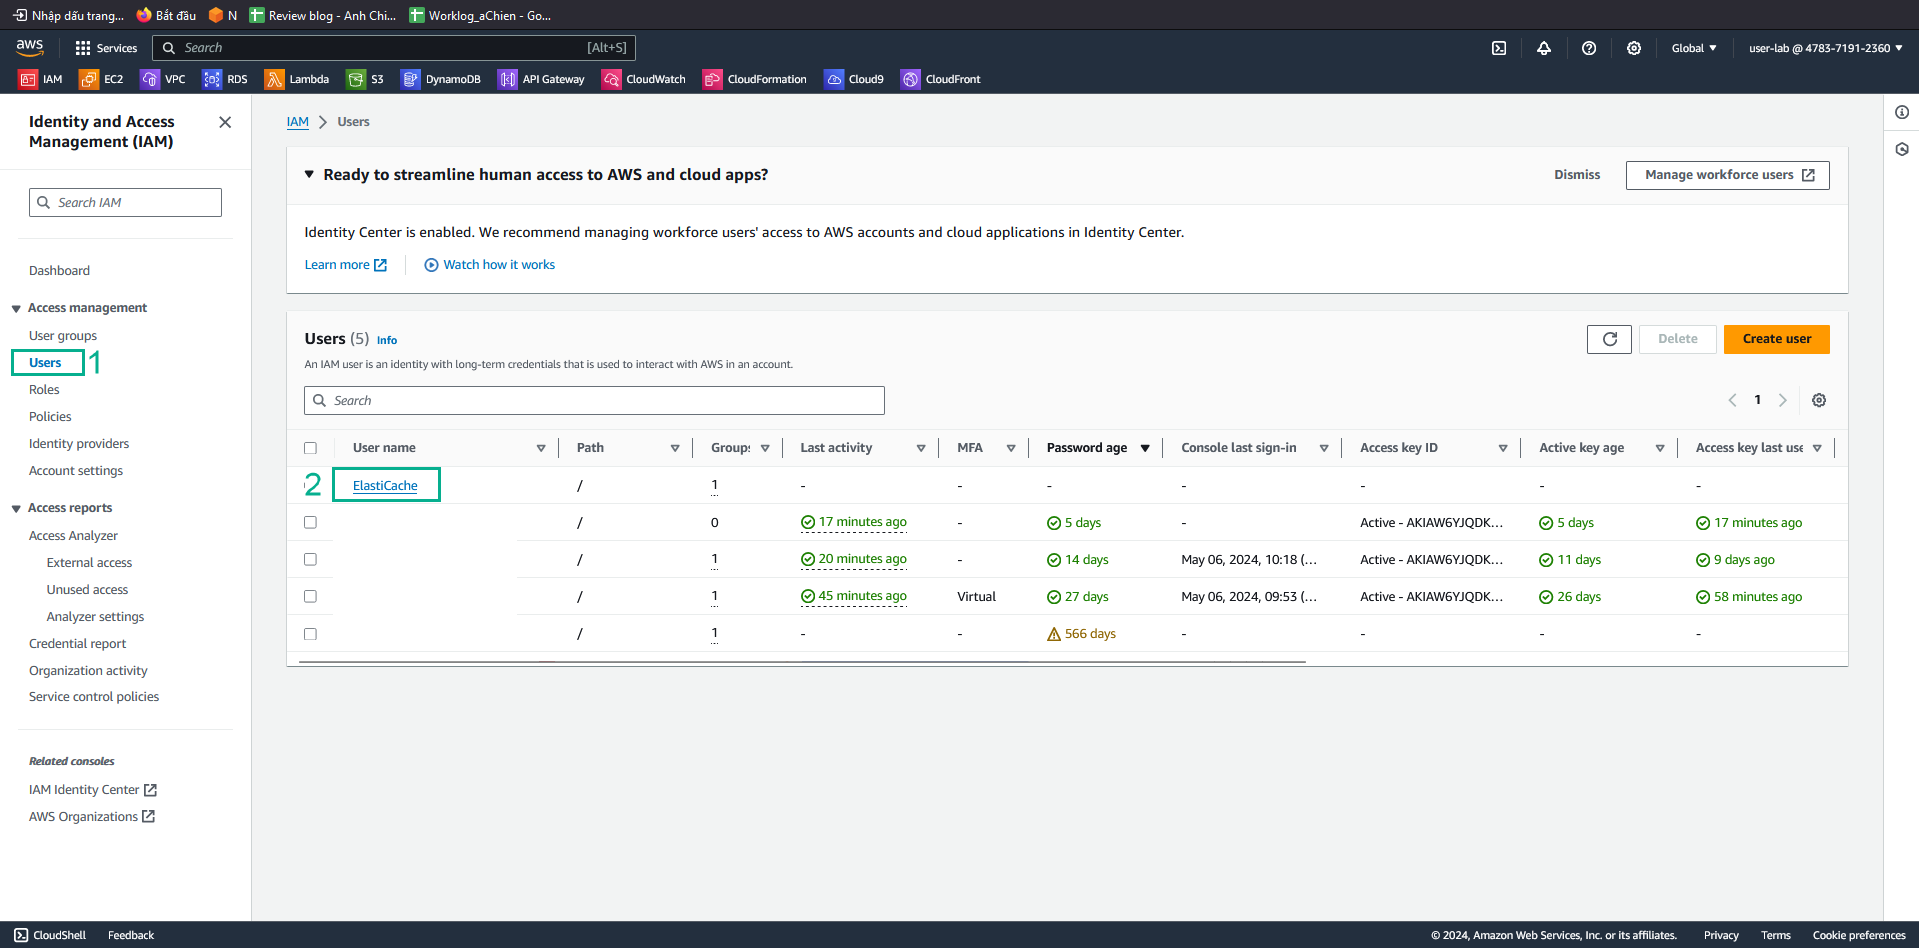 Nhập dấu trang... Bắt đầu N Review blog - Anh Chi... Worklog_aChien - Go...
aws Services Search [Alt+S] Global user-lab @ 4783-7191-2360
IAM EC2 VPC RDS Lambda S3 DynamoDB API Gateway CloudWatch CloudFormation Cloud9 CloudFront
Identity and Access
Management (IAM)
Search IAM
Dashboard
Access management
User groups
Users 1
Roles
Policies
Identity providers
Account settings
Access reports
Access Analyzer
External access
Unused access
Analyzer settings
Credential report
Organization activity
Service control policies
Related consoles
IAM Identity Center
AWS Organizations
IAM Users
Ready to streamline human access to AWS and cloud apps? Dismiss Manage workforce users
Identity Center is enabled. We recommend managing workforce users' access to AWS accounts and cloud applications in Identity Center.
Learn more Watch how it works
Users (5) Info Delete Create user
An IAM user is an identity with long-term credentials that is used to interact with AWS in an account.
Search 1
User name Path Groups Last activity MFA Password age Console last sign-in Access key ID Active key age Access key last use
2 ElastiCache / 1 - - - - - - -
/ 0 17 minutes ago - 5 days - Active - AKIAW6YJQDK... 5 days 17 minutes ago
/ 1 20 minutes ago - 14 days May 06, 2024, 10:18 (... Active - AKIAW6YJQDK... 11 days 9 days ago
/ 1 45 minutes ago Virtual 27 days May 06, 2024, 09:53 (... Active - AKIAW6YJQDK... 26 days 58 minutes ago
/ 1 - - 566 days - - - -
CloudShell Feedback © 2024, Amazon Web Services, Inc. or its affiliates. Privacy Terms Cookie preferences